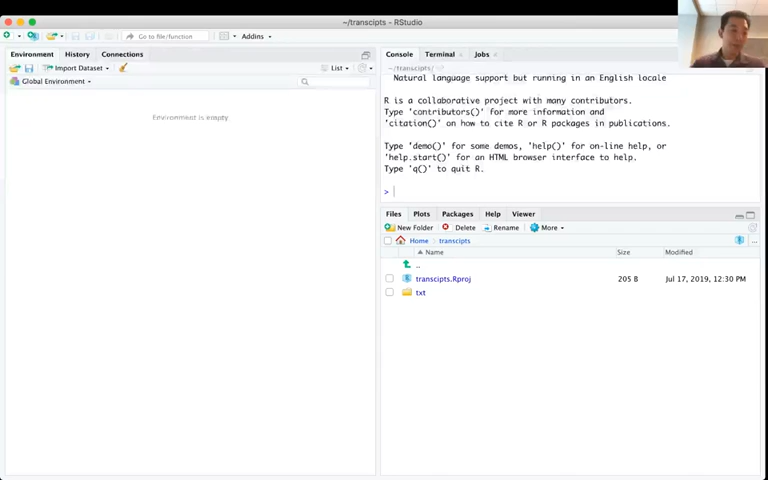 ~/transcipts - RStudio
Go to file/function
Addins
Environment
History
Connections
Import Dataset
List
Global Environment
Environment is empty
Console
Terminal
Jobs
~/transcipts/
Natural language support but running in an English locale
R is a collaborative project with many contributors.
Type 'contributors()' for more information and
'citation()' on how to cite R or R packages in publications.
Type 'demo()' for some demos, 'help()' for on-line help, or
'help.start()' for an HTML browser interface to help.
Type 'q()' to quit R.
>
Files
Plots
Packages
Help
Viewer
New Folder
Delete
Rename
More
Home
transcipts
Name
Size
Modified
..
transcipts.Rproj
205 B
Jul 17, 2019, 12:30 PM
txt